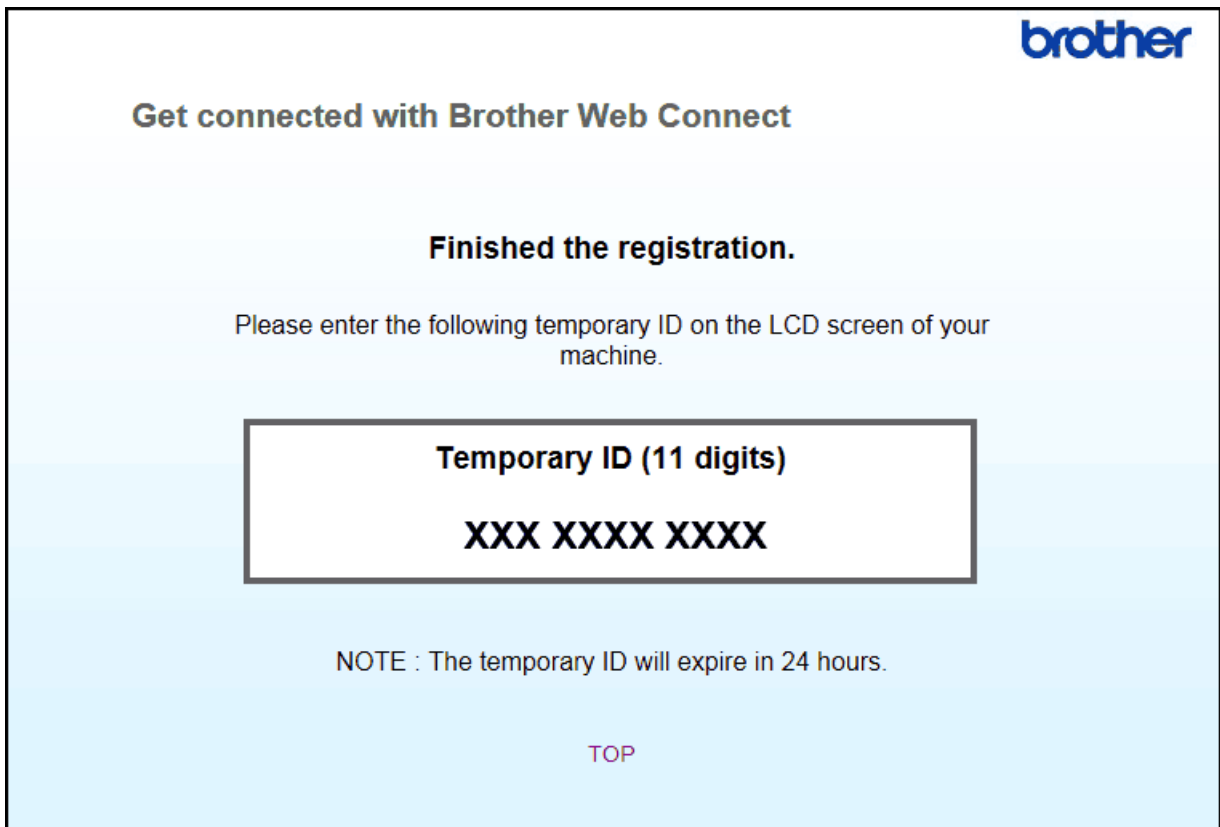 brother
Get connected with Brother Web Connect
Finished the registration.
Please enter the following temporary ID on the LCD screen of your
machine.
Temporary ID (11 digits)
XXX XXXX XXXX
NOTE : The temporary ID will expire in 24 hours.
TOP